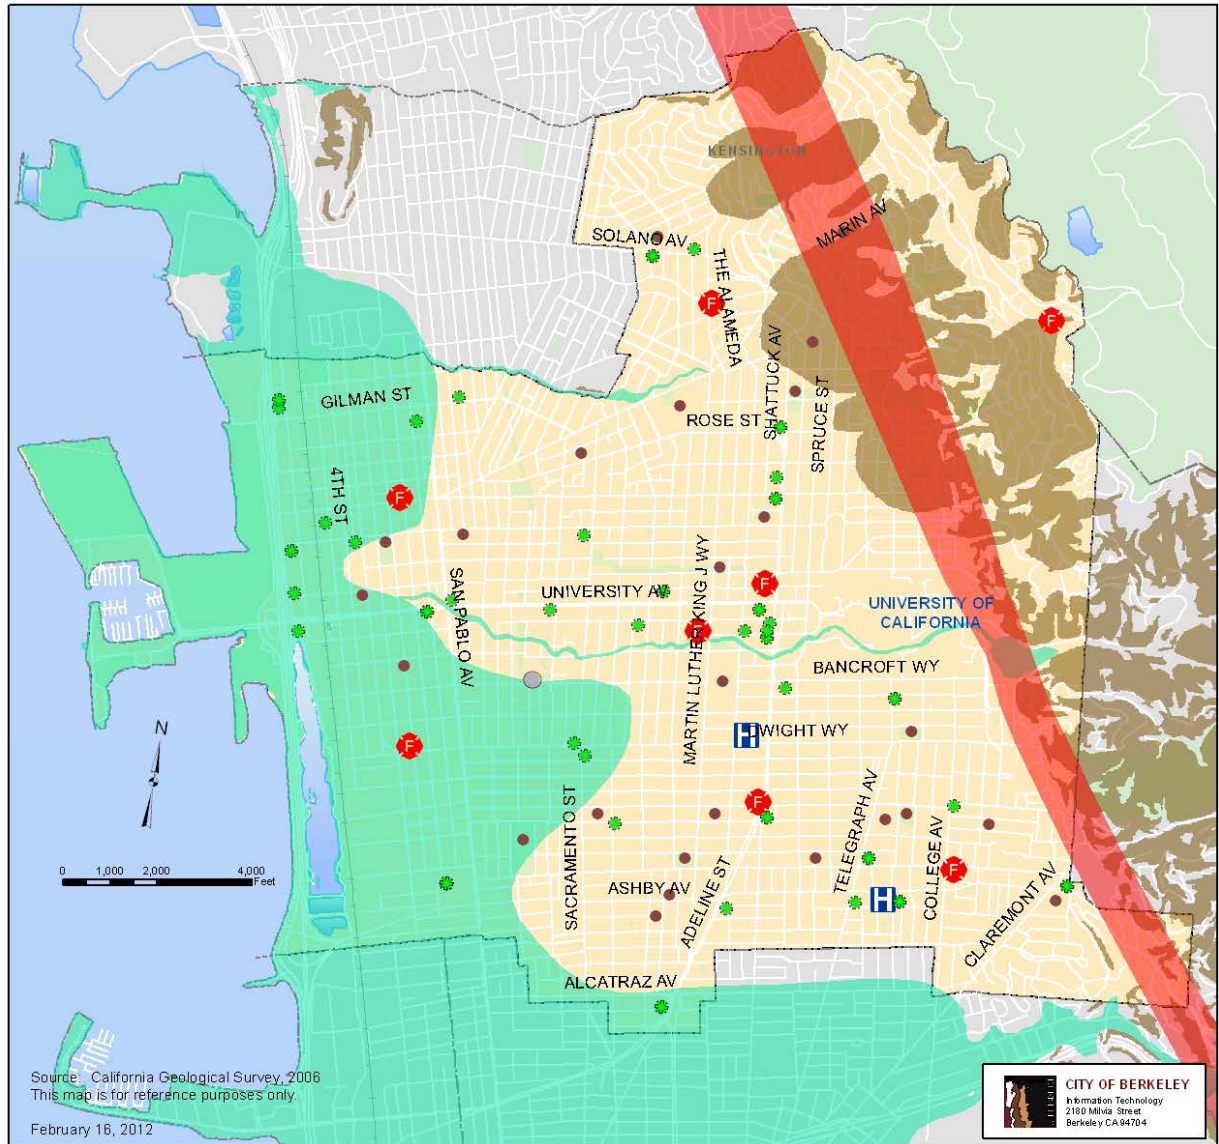 KENSINGTON
SOLANO AV
MARIN AV
THE ALAMEDA
F
F
SHATTUCK AV
SPRUCE ST
GILMAN ST
ROSE ST
4TH ST
F
SAN PABLO AV
UNIVERSITY AV
MARTIN LUTHER KING J WY
F
UNIVERSITY OF
CALIFORNIA
BANCROFT WY
H
DWIGHT WY
N
F
F
SACRAMENTO ST
TELEGRAPH AV
COLLEGE AV
F
0 1,000 2,000 4,000
Feet
ASHBY AV
ADELINE ST
H
CLAREMONT AV
ALCATRAZ AV
Source: California Geological Survey, 2006
This map is for reference purposes only.
February 16, 2012
CITY OF BERKELEY
Information Technology
2180 Milvia Street
Berkeley CA 94704